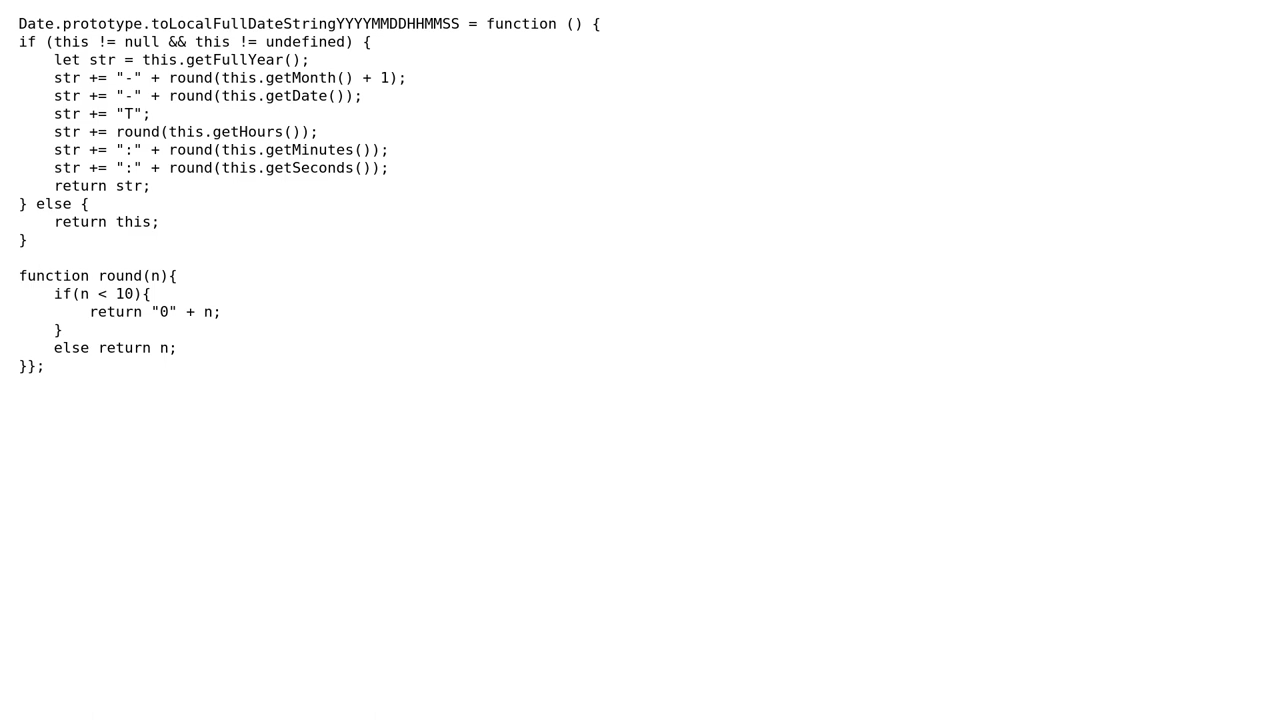 Date.prototype.toLocalFullDateStringYYYYMMDDHHMMSS = function () {
if (this != null && this != undefined) {
    let str = this.getFullYear();
    str += "-" + round(this.getMonth() + 1);
    str += "-" + round(this.getDate());
    str += "T";
    str += round(this.getHours());
    str += ":" + round(this.getMinutes());
    str += ":" + round(this.getSeconds());
    return str;
} else {
    return this;
}

function round(n){
    if(n < 10){
        return "0" + n;
    }
    else return n;
}};